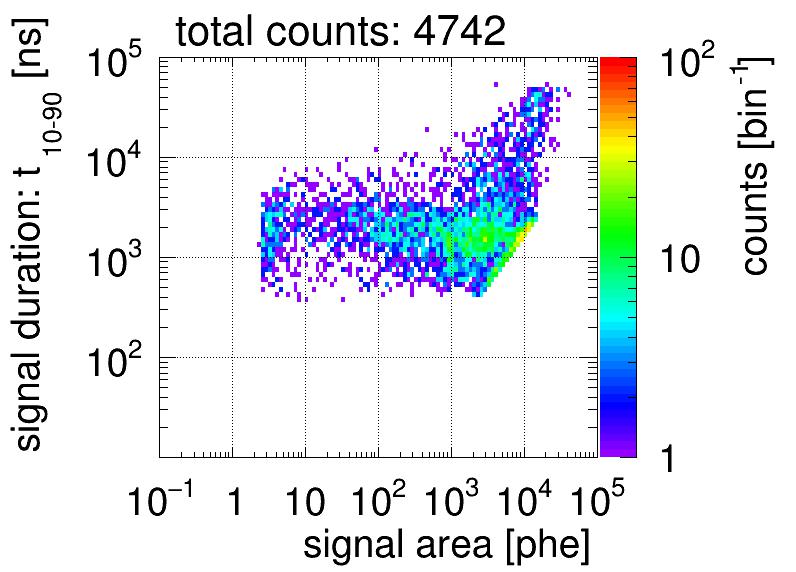 total counts: 4742
signal duration: t 10-90 [ns]
10^5
10^4
10^3
10^2
10^−1 1 10 10^2 10^3 10^4 10^5
signal area [phe]
10^2
10
1
counts [bin^-1]